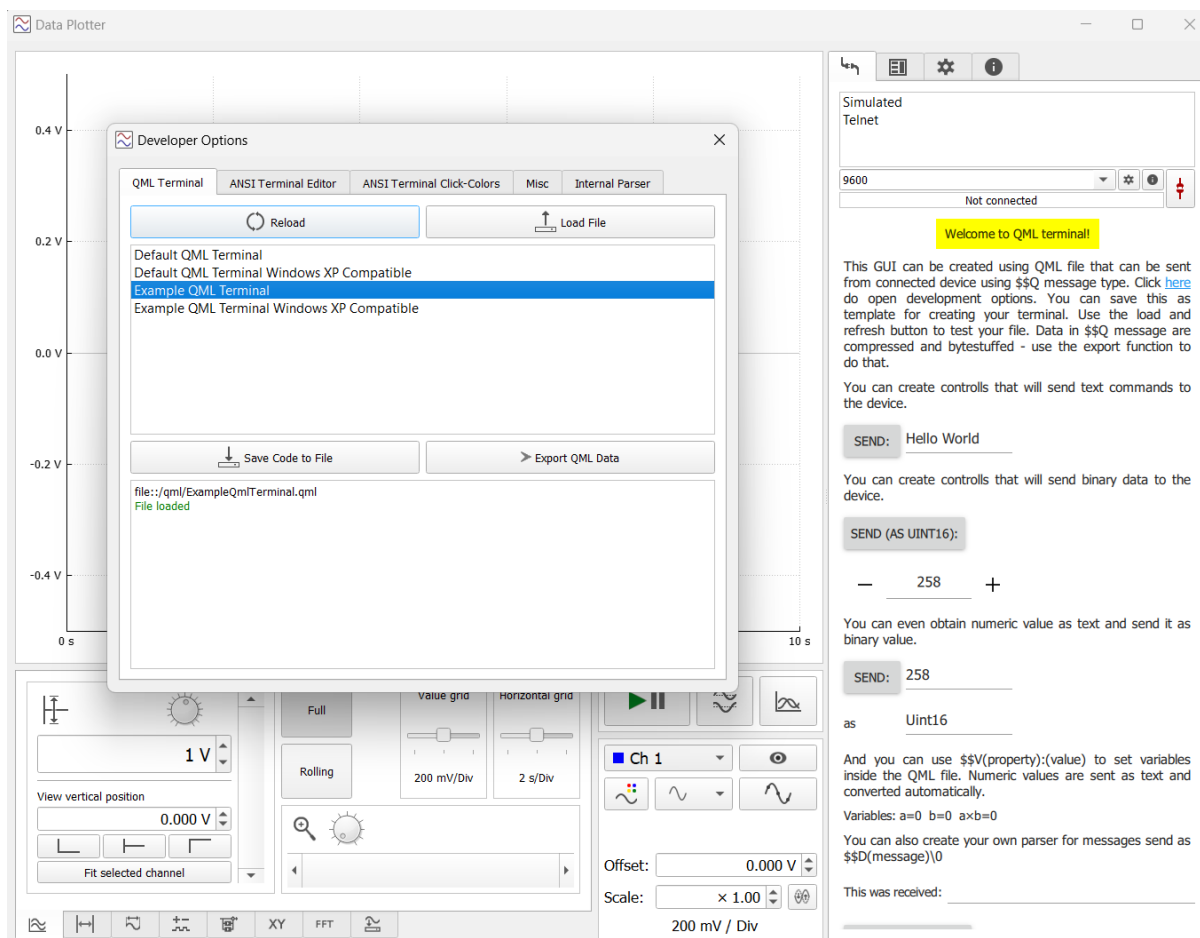 Data Plotter
0.4 V
0.2 V
0.0 V
-0.2 V
-0.4 V
0 s
10 s
Developer Options
QML Terminal
ANSI Terminal Editor
ANSI Terminal Click-Colors
Misc
Internal Parser
Reload
Load File
Default QML Terminal
Default QML Terminal Windows XP Compatible
Example QML Terminal
Example QML Terminal Windows XP Compatible
Save Code to File
Export QML Data
file::/qml/ExampleQmlTerminal.qml
File loaded
1 V
View vertical position
0.000 V
Fit selected channel
Full
Rolling
Value grid
Horizontal grid
200 mV/Div
2 s/Div
XY
FFT
Ch 1
Offset:
0.000 V
Scale:
× 1.00
200 mV / Div
Simulated
Telnet
9600
Not connected
Welcome to QML terminal!
This GUI can be created using QML file that can be sent
from connected device using $$Q message type. Click here
do open development options. You can save this as
template for creating your terminal. Use the load and
refresh button to test your file. Data in $$Q message are
compressed and bytestuffed - use the export function to
do that.
You can create controlls that will send text commands to
the device.
SEND:
Hello World
You can create controlls that will send binary data to the
device.
SEND (AS UINT16):
− 258 +
You can even obtain numeric value as text and send it as
binary value.
SEND:
258
as
Uint16
And you can use $$V(property):(value) to set variables
inside the QML file. Numeric values are sent as text and
converted automatically.
Variables: a=0 b=0 a×b=0
You can also create your own parser for messages send as
$$D(message)\0
This was received: